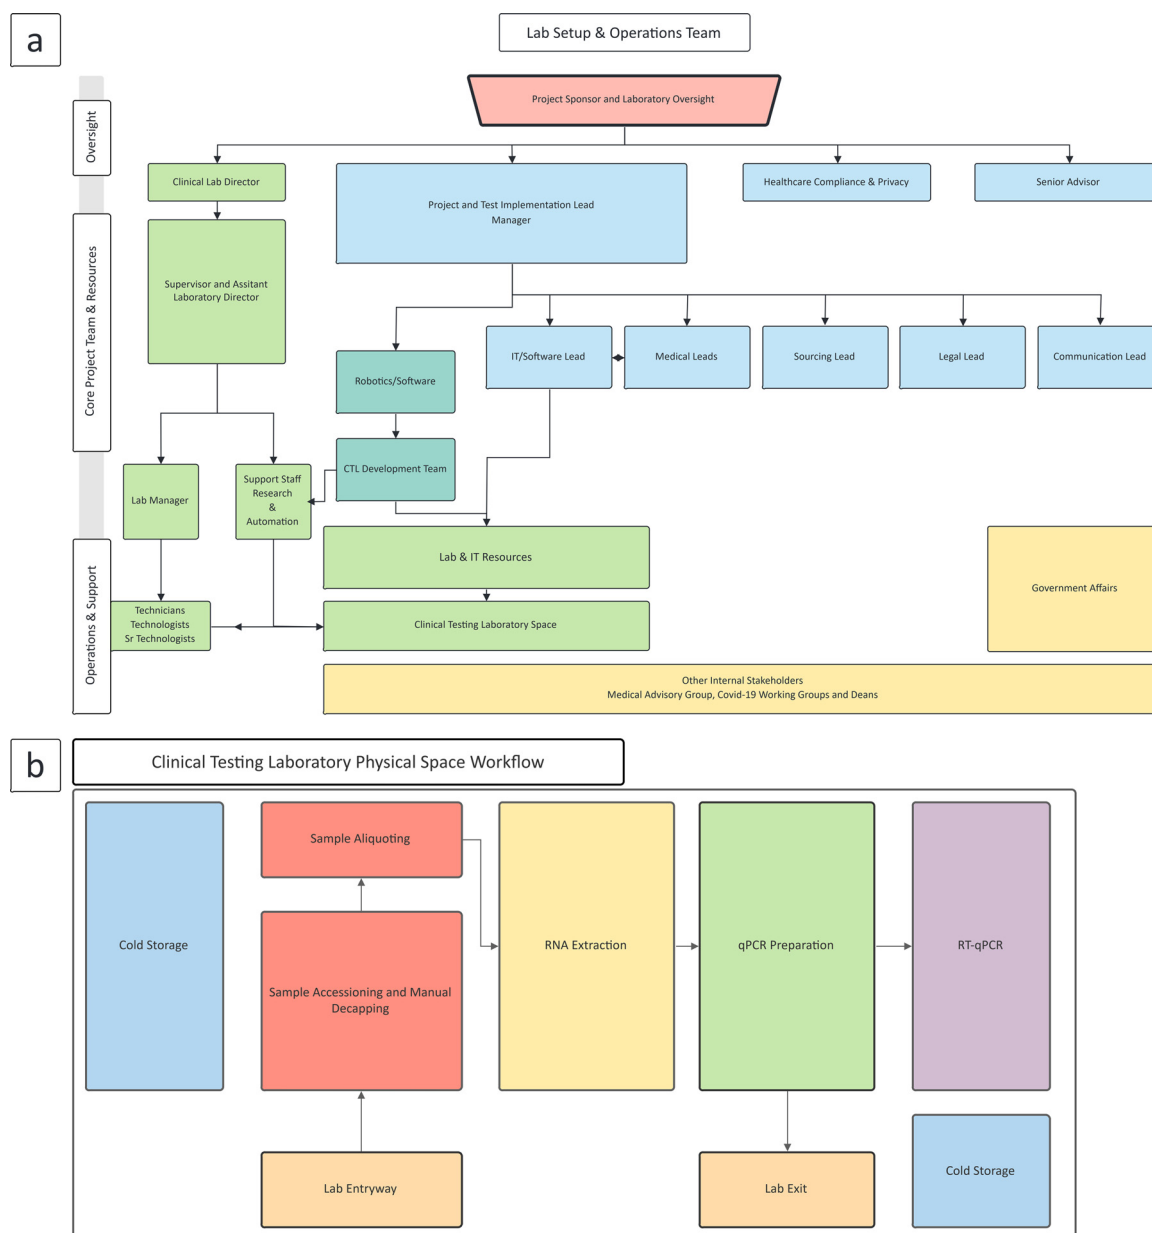 a
Lab Setup & Operations Team
Oversight
Project Sponsor and Laboratory Oversight
Clinical Lab Director
Healthcare Compliance & Privacy
Senior Advisor
Project and Test Implementation Lead
Manager
Core Project Team & Resources
Supervisor and Assitant
Laboratory Director
IT/Software Lead
Medical Leads
Sourcing Lead
Legal Lead
Communication Lead
Robotics/Software
CTL Development Team
Lab Manager
Support Staff
Research
&
Automation
Operations & Support
Lab & IT Resources
Government Affairs
Technicians
Technologists
Sr Technologists
Clinical Testing Laboratory Space
Other Internal Stakeholders
Medical Advisory Group, Covid-19 Working Groups and Deans
b
Clinical Testing Laboratory Physical Space Workflow
Cold Storage
Sample Aliquoting
Sample Accessioning and Manual
Decapping
RNA Extraction
qPCR Preparation
RT-qPCR
Lab Entryway
Lab Exit
Cold Storage